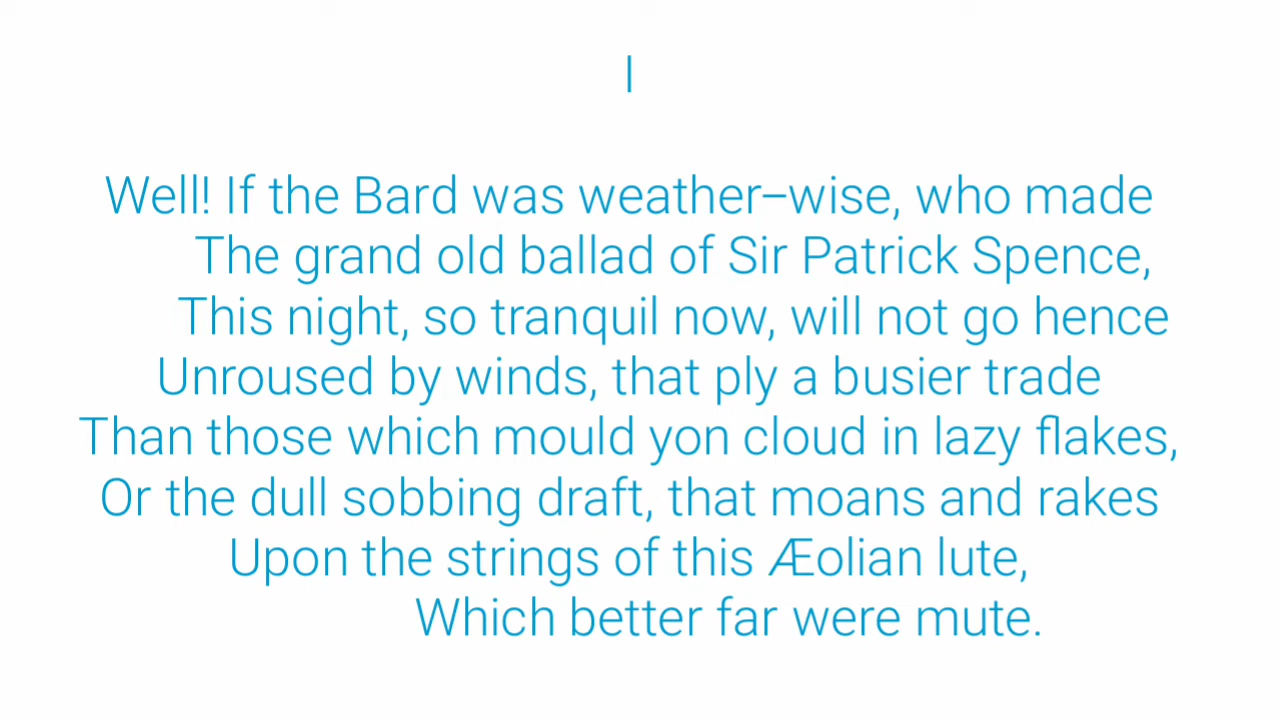 I
Well! If the Bard was weather–wise, who made
The grand old ballad of Sir Patrick Spence,
This night, so tranquil now, will not go hence
Unroused by winds, that ply a busier trade
Than those which mould yon cloud in lazy flakes,
Or the dull sobbing draft, that moans and rakes
Upon the strings of this Æolian lute,
Which better far were mute.